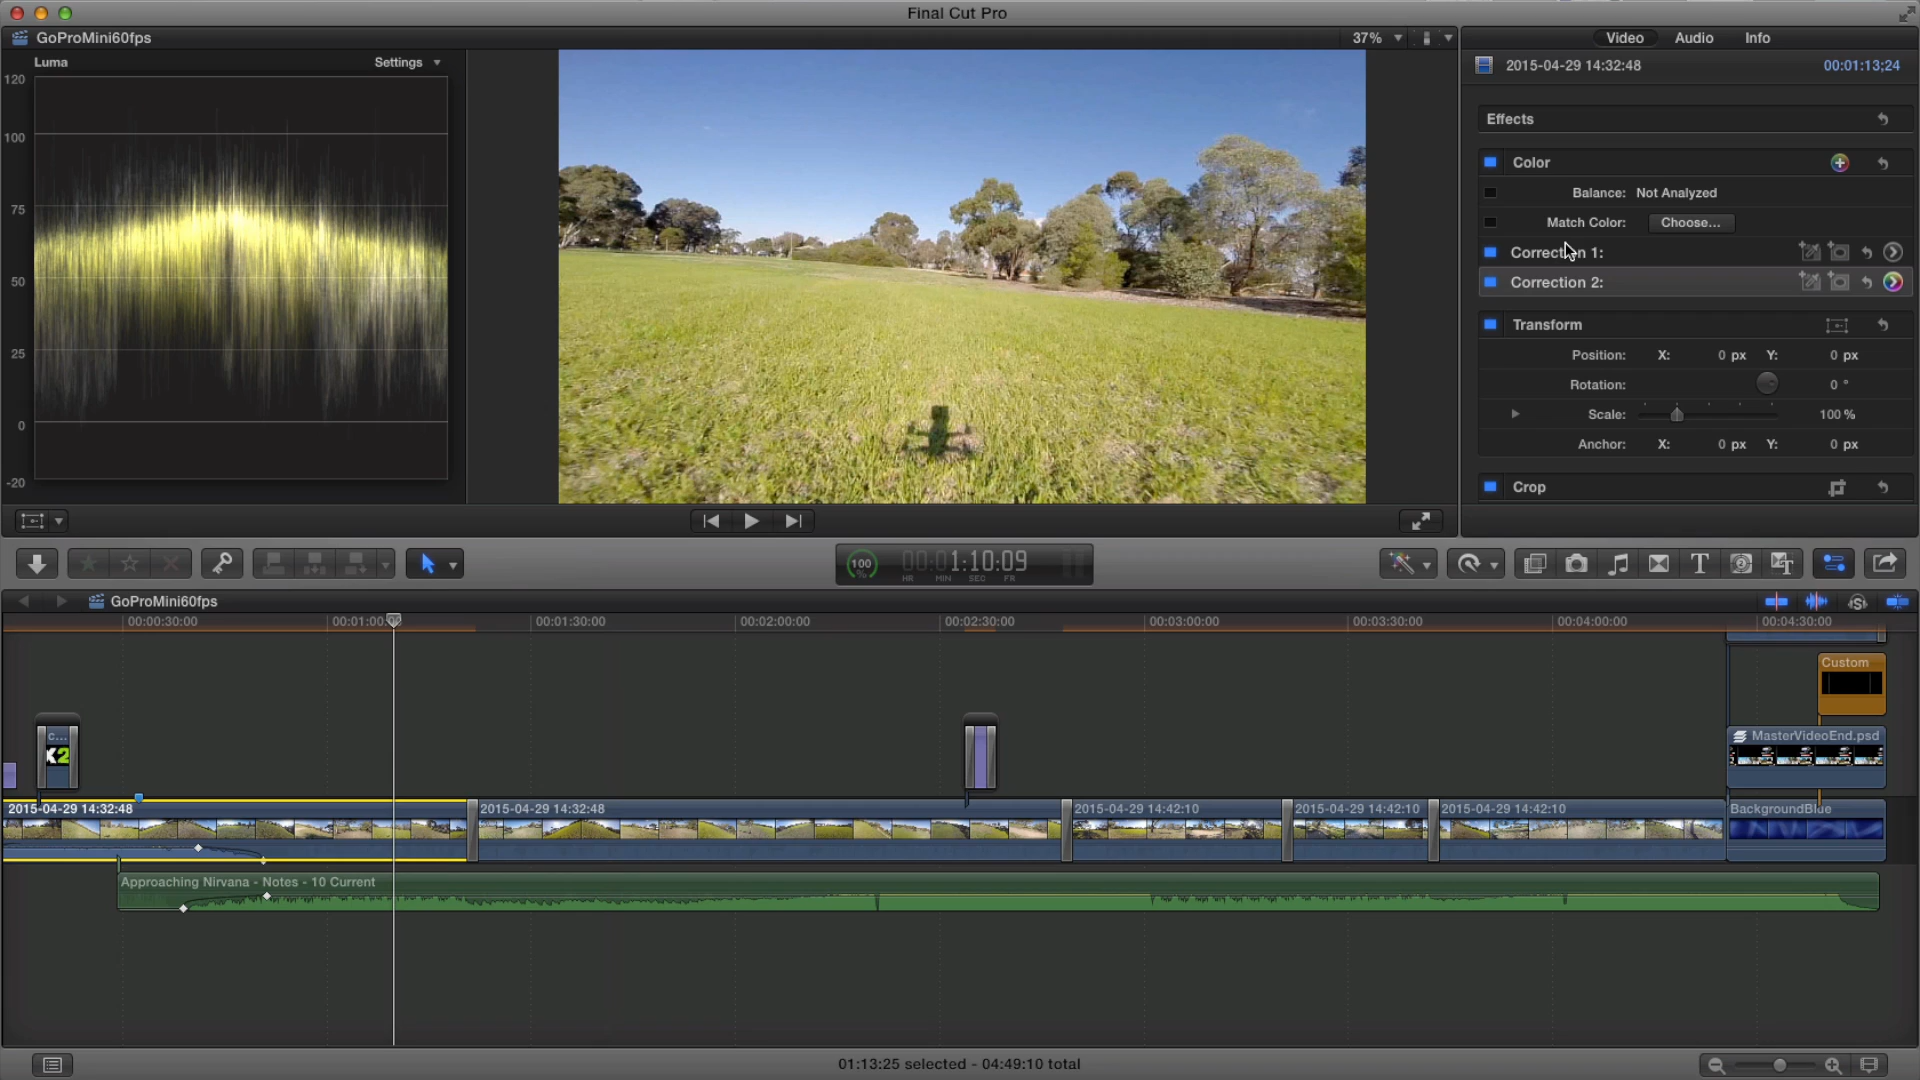 Final Cut Pro
GoProMini60fps
37%
Video Audio Info
Luma
Settings
2015-04-29 14:32:48
00:01:13;24
120
100
75
50
25
0
-20
Effects
Color
Balance: Not Analyzed
Match Color: Choose...
Correction 1:
Correction 2:
Transform
Position: X: 0 px Y: 0 px
Rotation: 0 °
Scale: 100 %
Anchor: X: 0 px Y: 0 px
Crop
100 %
00:01:10:09
HR MIN SEC FR
GoProMini60fps
00:00:30:00 00:01:00:00 00:01:30:00 00:02:00:00 00:02:30:00 00:03:00:00 00:03:30:00 00:04:00:00 00:04:30:00
Custom
c...
X2
MasterVideoEnd.psd
2015-04-29 14:32:48 2015-04-29 14:32:48 2015-04-29 14:42:10 2015-04-29 14:42:10 2015-04-29 14:42:10 BackgroundBlue
Approaching Nirvana - Notes - 10 Current
01:13:25 selected - 04:49:10 total